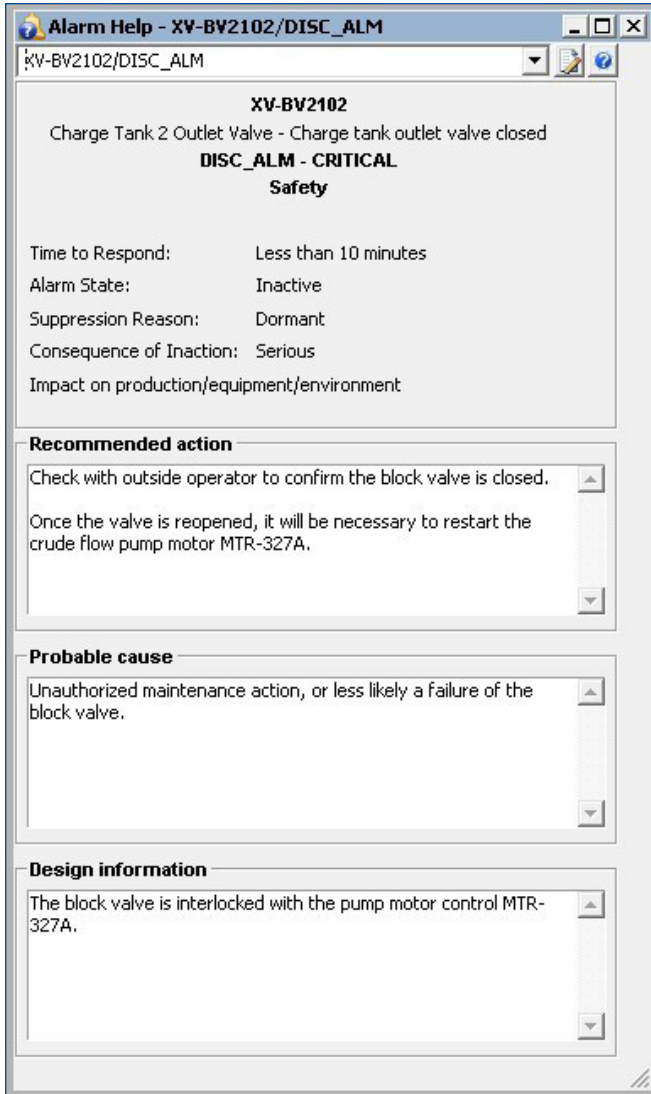 Alarm Help - XV-BV2102/DISC_ALM
XV-BV2102/DISC_ALM
XV-BV2102
Charge Tank 2 Outlet Valve - Charge tank outlet valve closed
DISC_ALM - CRITICAL
Safety
Time to Respond: Less than 10 minutes
Alarm State: Inactive
Suppression Reason: Dormant
Consequence of Inaction: Serious
Impact on production/equipment/environment
Recommended action
Check with outside operator to confirm the block valve is closed.
Once the valve is reopened, it will be necessary to restart the
crude flow pump motor MTR-327A.
Probable cause
Unauthorized maintenance action, or less likely a failure of the
block valve.
Design information
The block valve is interlocked with the pump motor control MTR-
327A.